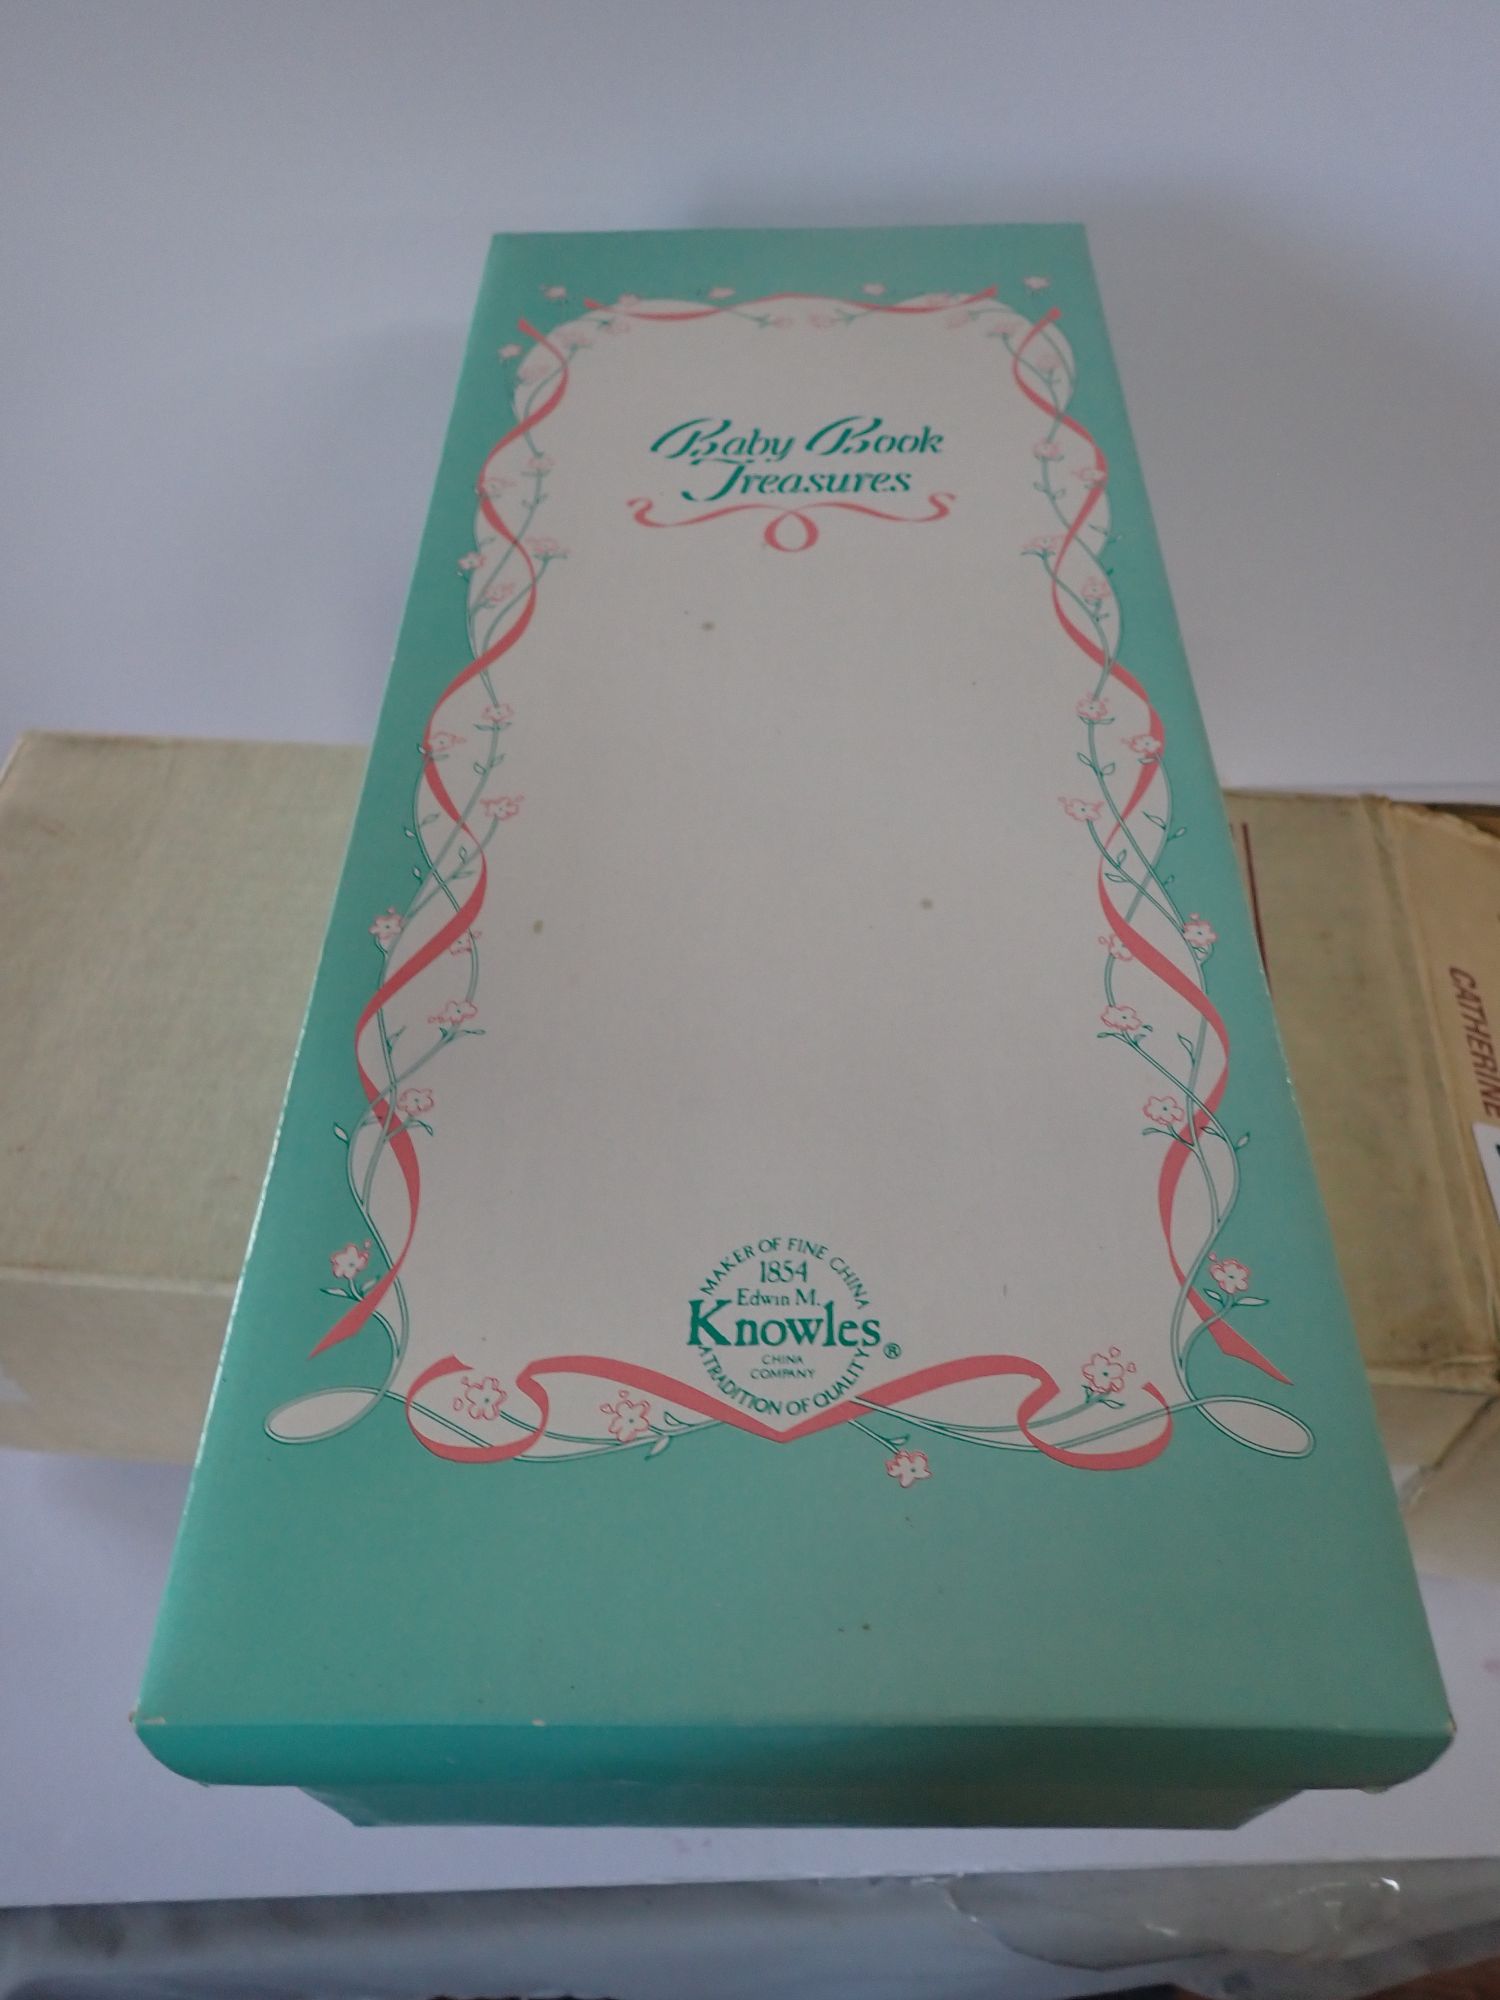 Baby Book
Treasures
MAKER OF FINE CHINA
1854
Edwin M.
Knowles®
CHINA
COMPANY
A TRADITION OF QUALITY
CATHERINE